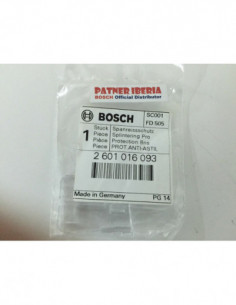 PATNER IBERIA
BOSCH Official Distributor
BOSCH
SC001
FD 505
1
Stück Spanreissschutz
Piece Splintering Pro
Pièce Protection Bris
Pieza PROT.ANTI-ASTIL
2 601 016 093
Made in Germany
PG 14